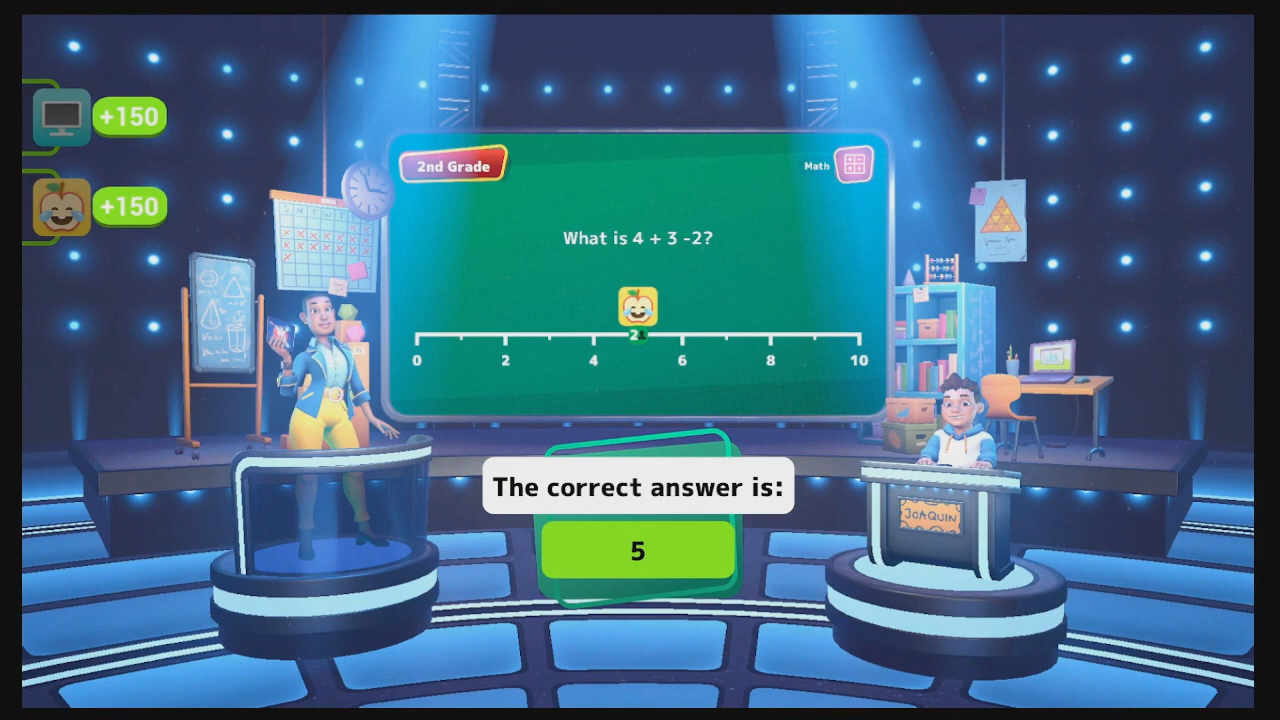 +150
+150
2nd Grade
Math
What is 4 + 3 -2?
2
0 2 4 6 8 10
The correct answer is:
5
JOAQUIN